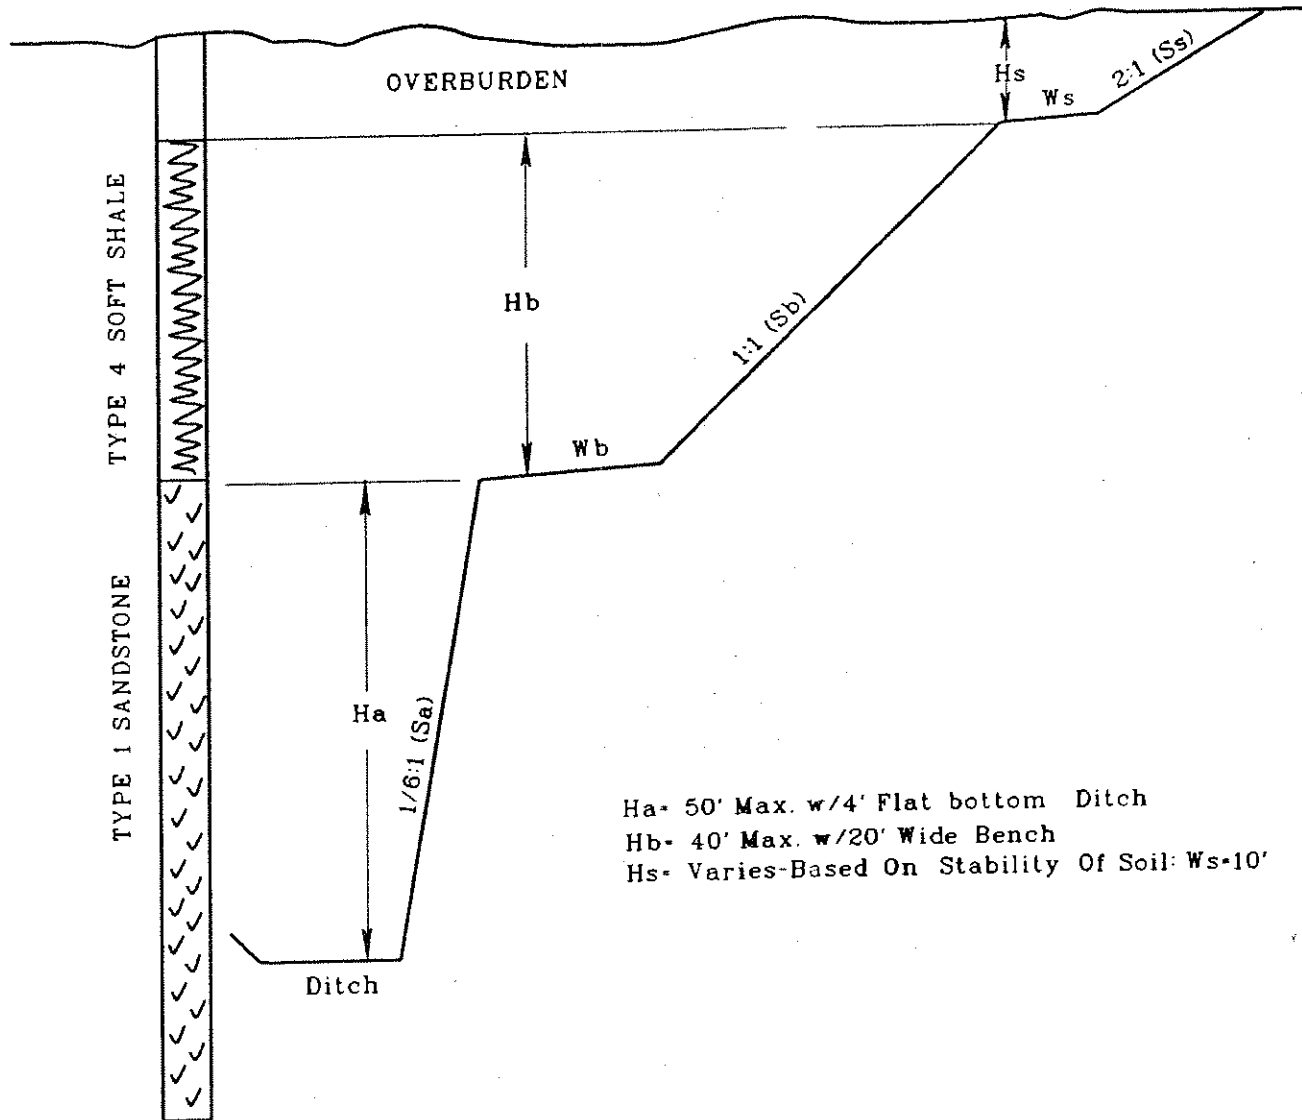 OVERBURDEN
Hs
Ws
2:1 (Ss)
TYPE 4 SOFT SHALE
Hb
1:1 (Sb)
Wb
TYPE 1 SANDSTONE
Ha
1/6:1 (Sa)
Ha= 50' Max. w/4' Flat bottom Ditch
Hb= 40' Max. w/20' Wide Bench
Hs= Varies-Based On Stability Of Soil: Ws=10'
Ditch